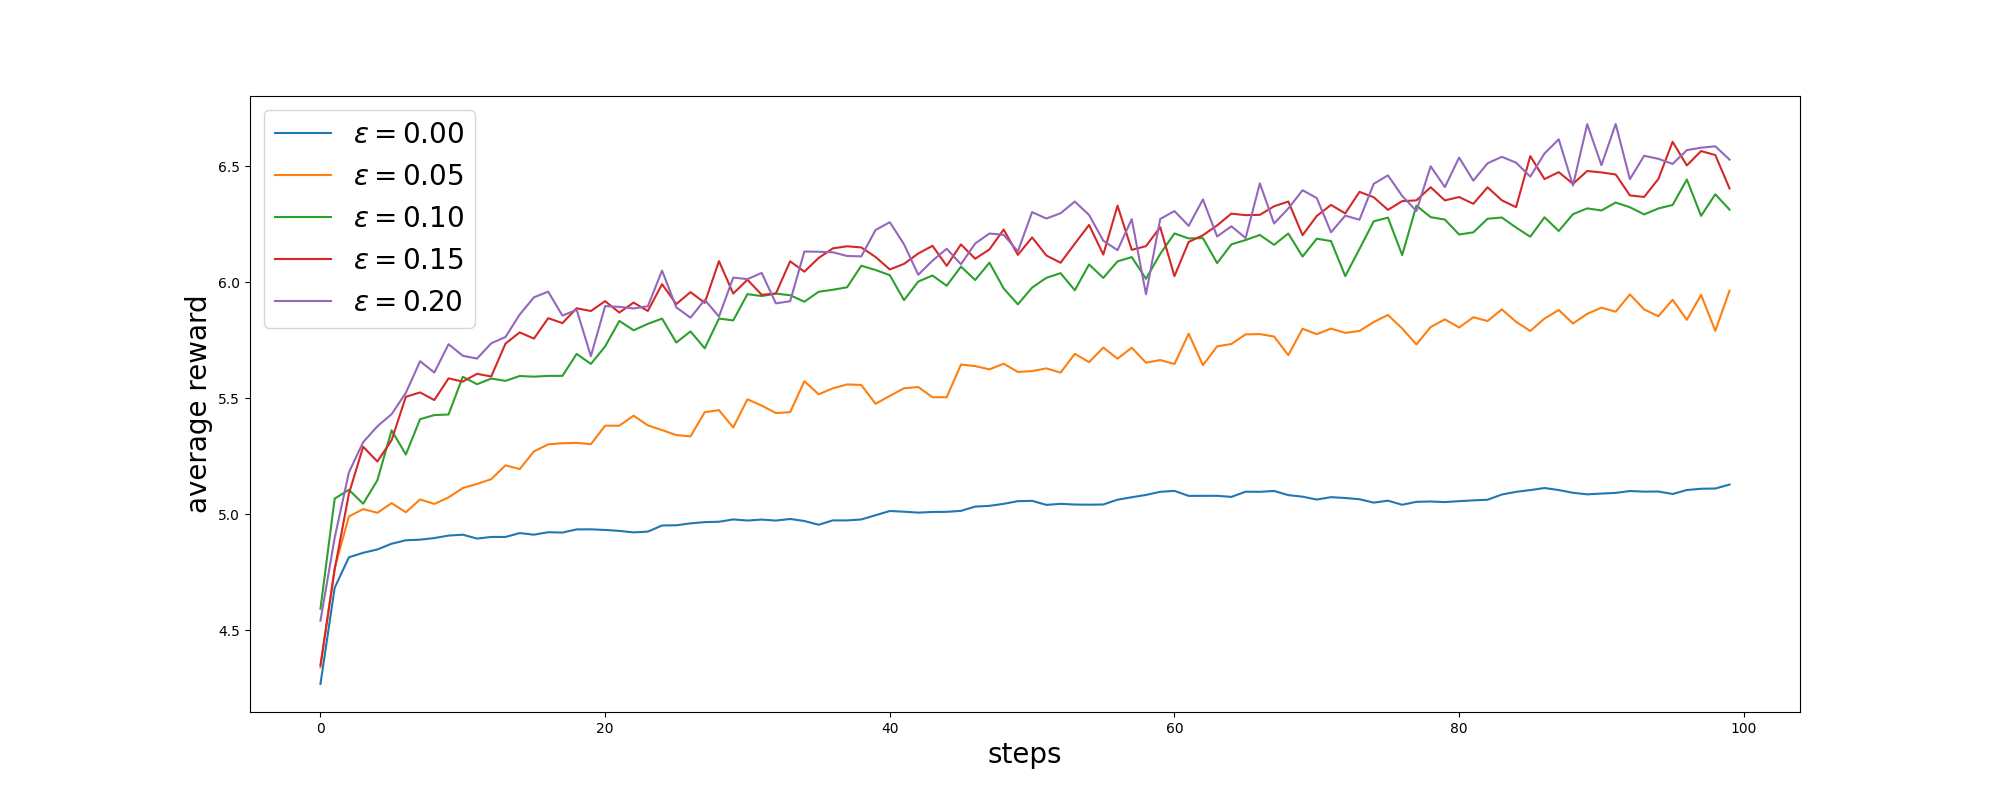 ε = 0.00
ε = 0.05
ε = 0.10
ε = 0.15
ε = 0.20
6.5
6.0
5.5
5.0
4.5
average reward
0 20 40 60 80 100
steps